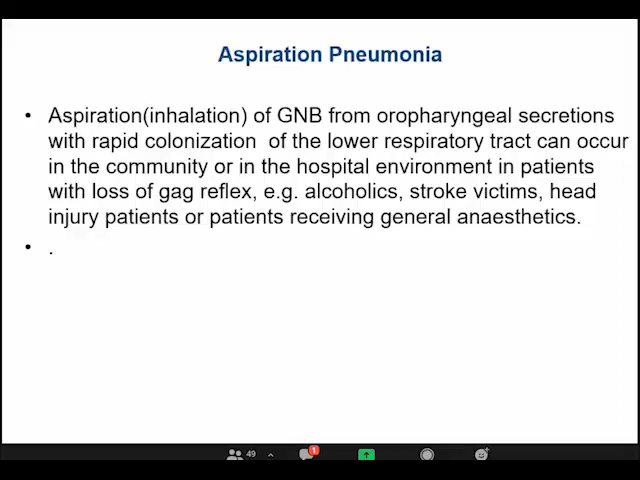 Aspiration Pneumonia
• Aspiration(inhalation) of GNB from oropharyngeal secretions
with rapid colonization of the lower respiratory tract can occur
in the community or in the hospital environment in patients
with loss of gag reflex, e.g. alcoholics, stroke victims, head
injury patients or patients receiving general anaesthetics.
• .
49
1